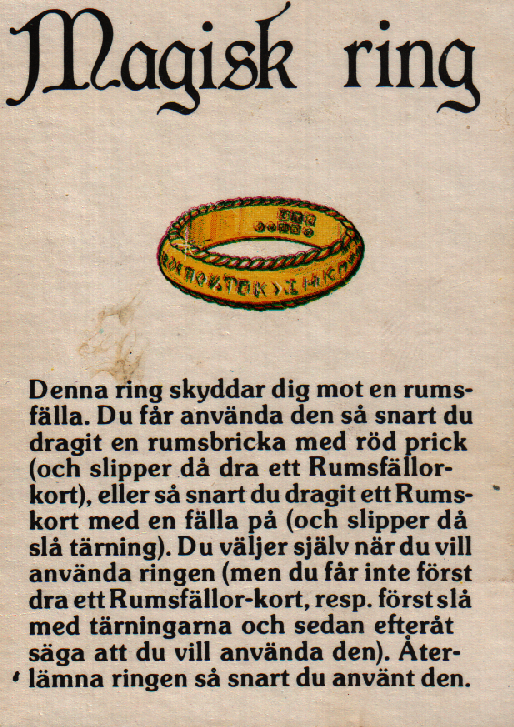 Magisk ring
Denna ring skyddar dig mot en rums-
fälla. Du får använda den så snart du
dragit en rumsbricka med röd prick
(och slipper då dra ett Rumsfällor-
kort), eller så snart du dragit ett Rums-
kort med en fälla på (och slipper då
slå tärning). Du väljer själv när du vill
använda ringen (men du får inte först
dra ett Rumsfällor-kort, resp. först slå
med tärningarna och sedan efteråt
säga att du vill använda den). Åter-
lämna ringen så snart du använt den.